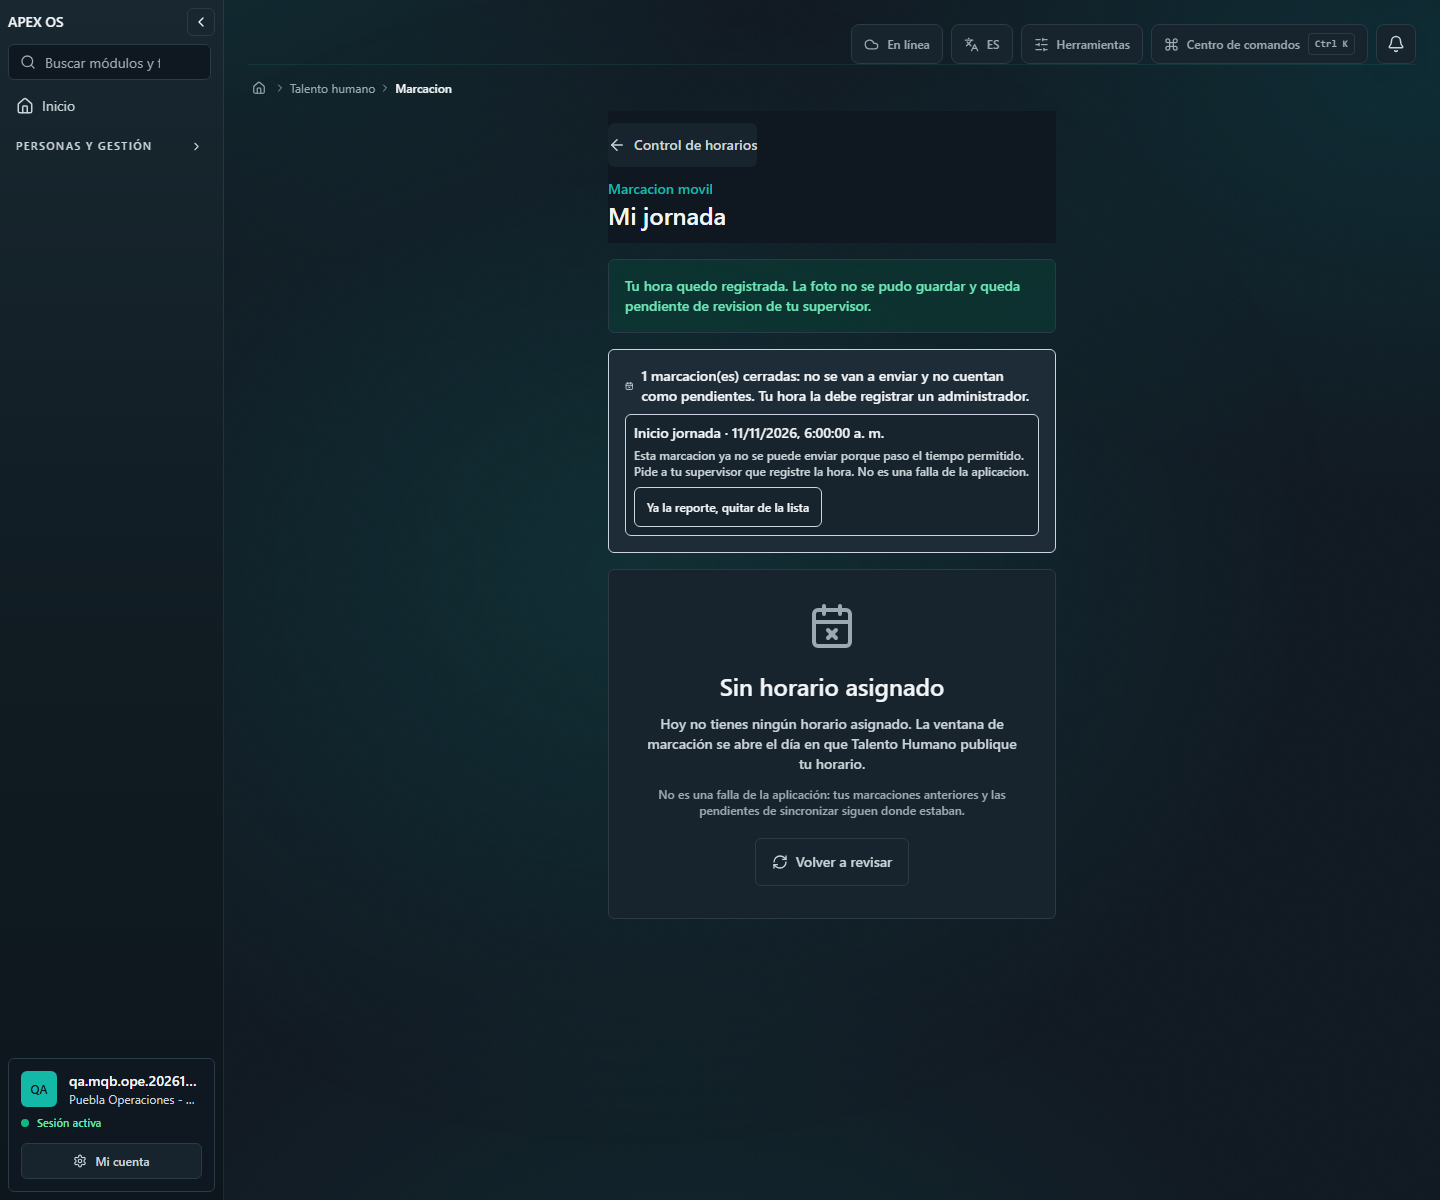 APEX OS
Buscar módulos y f
Inicio
PERSONAS Y GESTIÓN
En línea
ES
Herramientas
Centro de comandos
Ctrl K
Talento humano
Marcacion
Control de horarios
Marcacion movil
Mi jornada
Tu hora quedo registrada. La foto no se pudo guardar y queda
pendiente de revision de tu supervisor.
1 marcacion(es) cerradas: no se van a enviar y no cuentan
como pendientes. Tu hora la debe registrar un administrador.
Inicio jornada · 11/11/2026, 6:00:00 a. m.
Esta marcacion ya no se puede enviar porque paso el tiempo permitido.
Pide a tu supervisor que registre la hora. No es una falla de la aplicacion.
Ya la reporte, quitar de la lista
Sin horario asignado
Hoy no tienes ningún horario asignado. La ventana de
marcación se abre el día en que Talento Humano publique
tu horario.
No es una falla de la aplicación: tus marcaciones anteriores y las
pendientes de sincronizar siguen donde estaban.
Volver a revisar
QA
qa.mqb.ope.20261...
Puebla Operaciones - ...
Sesión activa
Mi cuenta